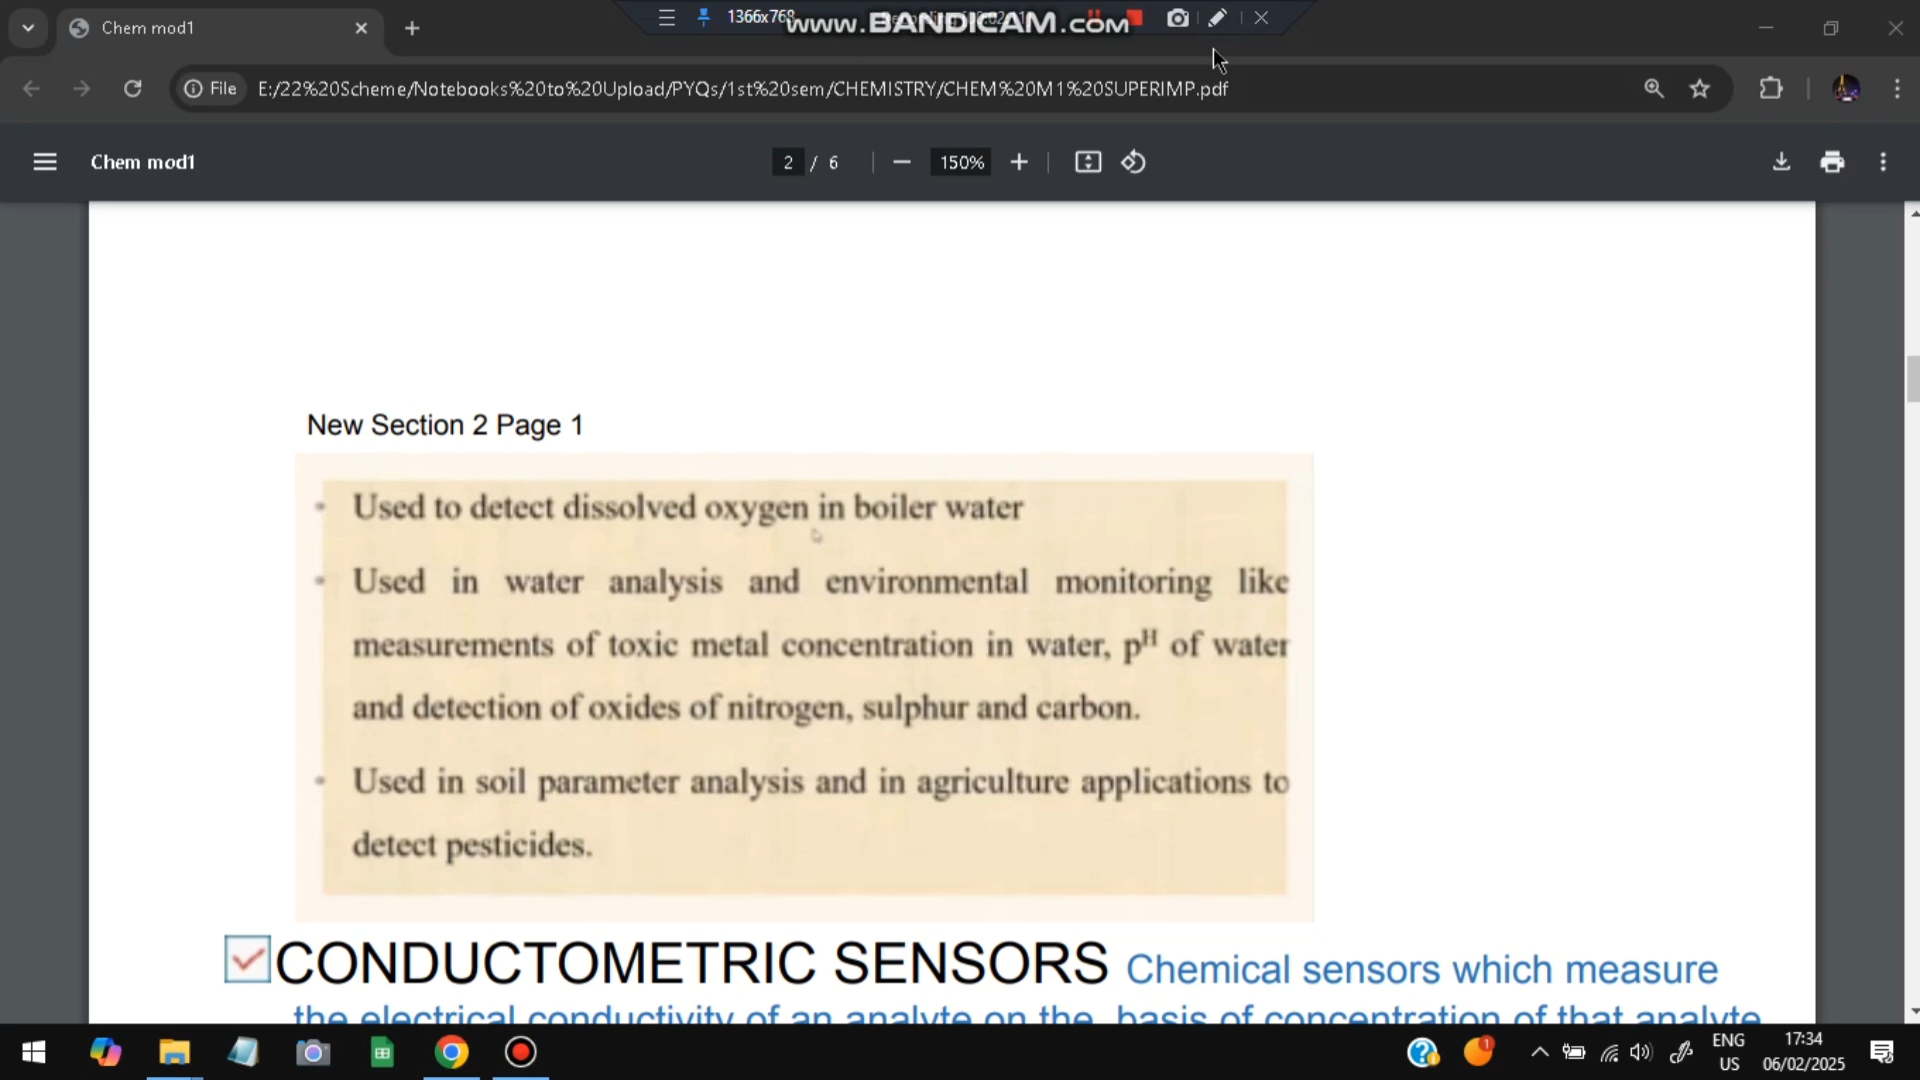 Chem mod1
1366x768
www.BANDICAM.com
File
E:/22%20Scheme/Notebooks%20to%20Upload/PYQs/1st%20sem/CHEMISTRY/CHEM%20M1%20SUPERIMP.pdf
Chem mod1
2 / 6
150%
New Section 2 Page 1
• Used to detect dissolved oxygen in boiler water
• Used in water analysis and environmental monitoring like
measurements of toxic metal concentration in water, pH of water
and detection of oxides of nitrogen, sulphur and carbon.
• Used in soil parameter analysis and in agriculture applications to
detect pesticides.
CONDUCTOMETRIC SENSORS Chemical sensors which measure
the electrical conductivity of an analyte on the basis of concentration of that analyte
1
ENG
US
17:34
06/02/2025